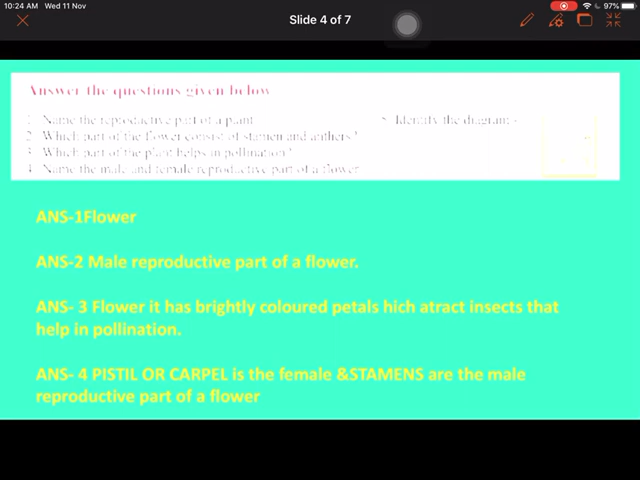 10:24 AM Wed 11 Nov
97%
Slide 4 of 7
Answer the questions given below
1 Name the reproductive part of a plant
2 Which part of the flower consist of stamen and anthers?
3 Which part of the plant helps in pollination?
4 Name the male and female reproductive part of a flower
Identify the diagram:-
ANS-1Flower
ANS-2 Male reproductive part of a flower.
ANS- 3 Flower it has brightly coloured petals hich atract insects that
help in pollination.
ANS- 4 PISTIL OR CARPEL is the female &STAMENS are the male
reproductive part of a flower